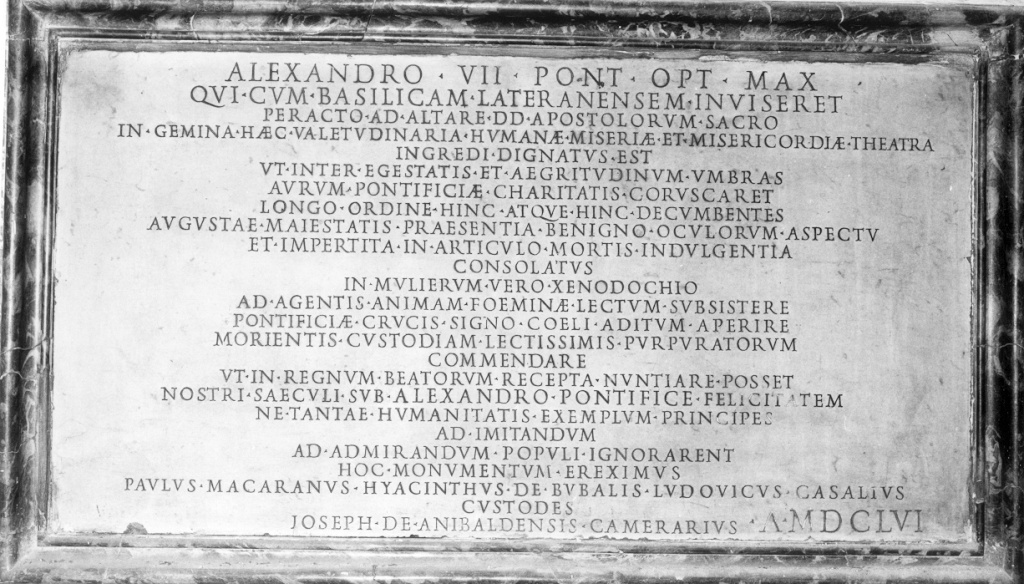 ALEXANDRO · VII · PONT · OPT · MAX
QVI·CVM·BASILICAM·LATERANENSEM·INVISERET
PERACTO·AD·ALTARE·DD·APOSTOLORVM·SACRO
IN·GEMINA·HÆC·VALETVDINARIA·HVMANÆ·MISERIÆ·ET·MISERICORDIÆ·THEATRA
INGREDI·DIGNATVS·EST
VT·INTER·EGESTATIS·ET·AEGRITVDINVM·VMBRAS
AVRVM·PONTIFICIÆ·CHARITATIS·CORVSCARET
LONGO·ORDINE·HINC·ATQVE·HINC·DECVMBENTES
AVGVSTAE·MAIESTATIS·PRAESENTIA·BENIGNO·OCVLORVM·ASPECTV
ET·IMPERTITA·IN·ARTICVLO·MORTIS·INDVLGENTIA
CONSOLATVS
IN·MVLIERVM·VERO·XENODOCHIO
AD·AGENTIS·ANIMAM·FOEMINÆ·LECTVM·SVBSISTERE
PONTIFICIÆ·CRVCIS·SIGNO·COELI·ADITVM·APERIRE
MORIENTIS·CVSTODIAM·LECTISSIMIS·PVRPVRATORVM
COMMENDARE
VT·IN·REGNVM·BEATORVM·RECEPTA·NVNTIARE·POSSET
NOSTRI·SAECVLI·SVB·ALEXANDRO·PONTIFICE·FELICITATEM
NE·TANTAE·HVMANITATIS·EXEMPLVM·PRINCIPES
AD·IMITANDVM
AD·ADMIRANDVM·POPVLI·IGNORARENT
HOC·MONVMENTVM·EREXIMVS
PAVLVS·MACARANVS·HYACINTHVS·DE·BVBALIS·LVDOVICVS·CASALIVS
CVSTODES
JOSEPH·DE·ANIBALDENSIS·CAMERARIVS·A·MDCLVI